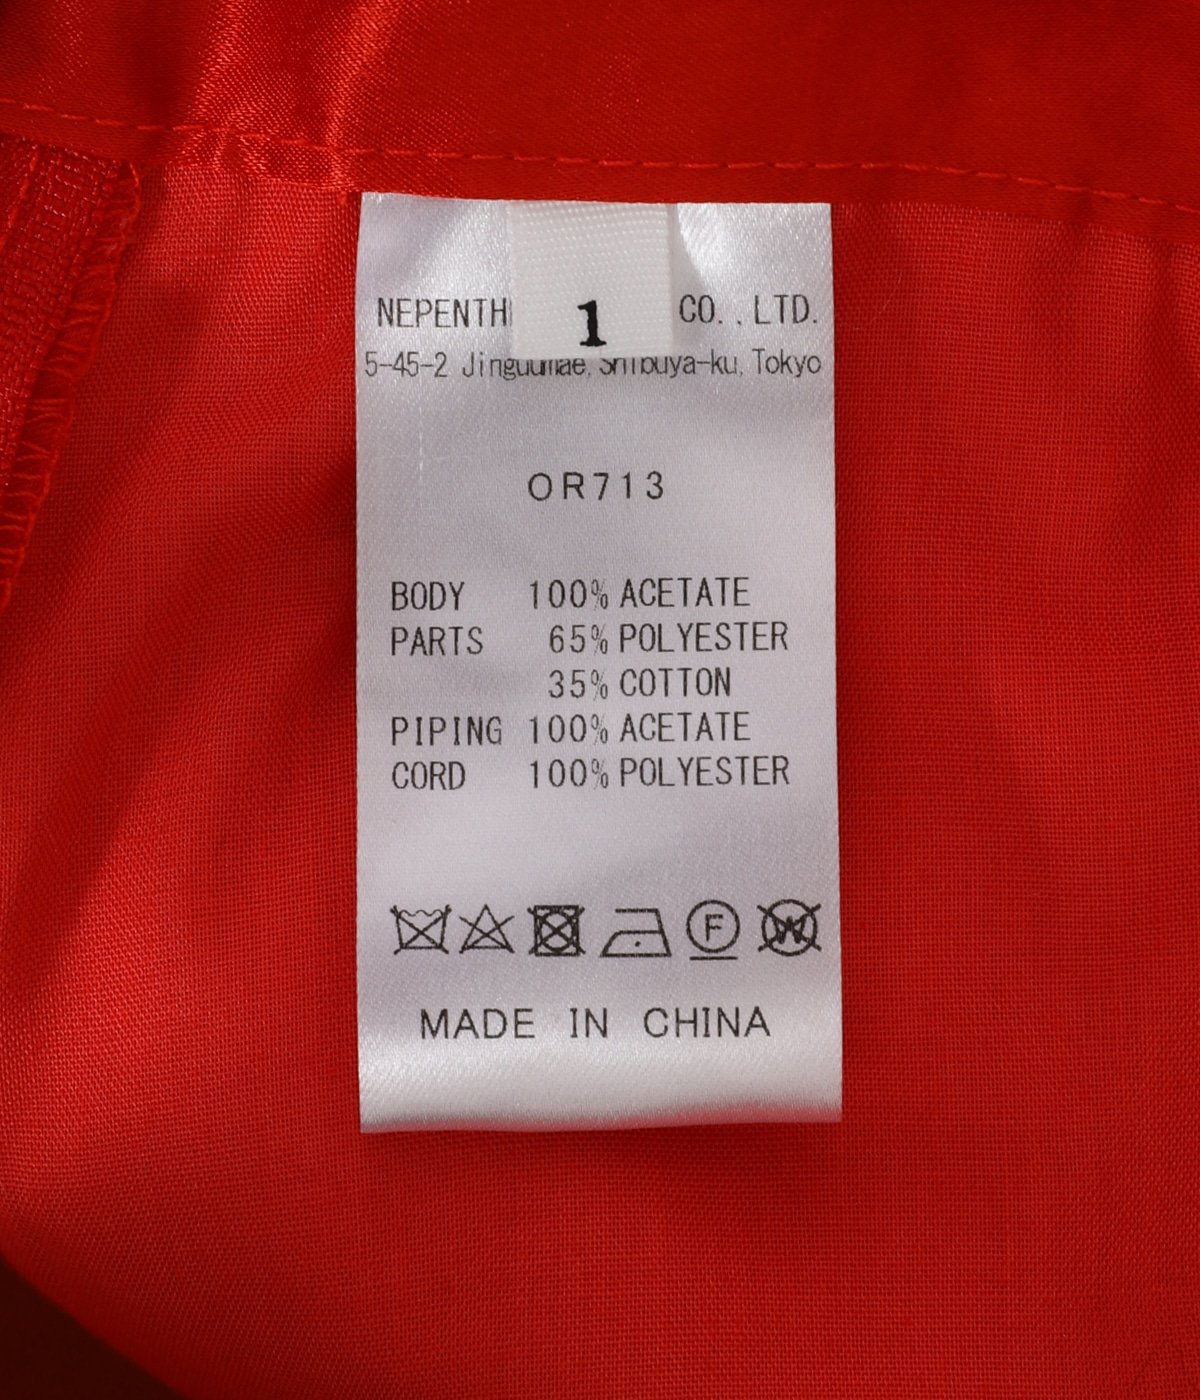 1
NEPENTH CO.,LTD.
5-45-2 Jingumae, Shibuya-ku, Tokyo
OR713
BODY 100% ACETATE
PARTS 65% POLYESTER
35% COTTON
PIPING 100% ACETATE
CORD 100% POLYESTER
F W
MADE IN CHINA